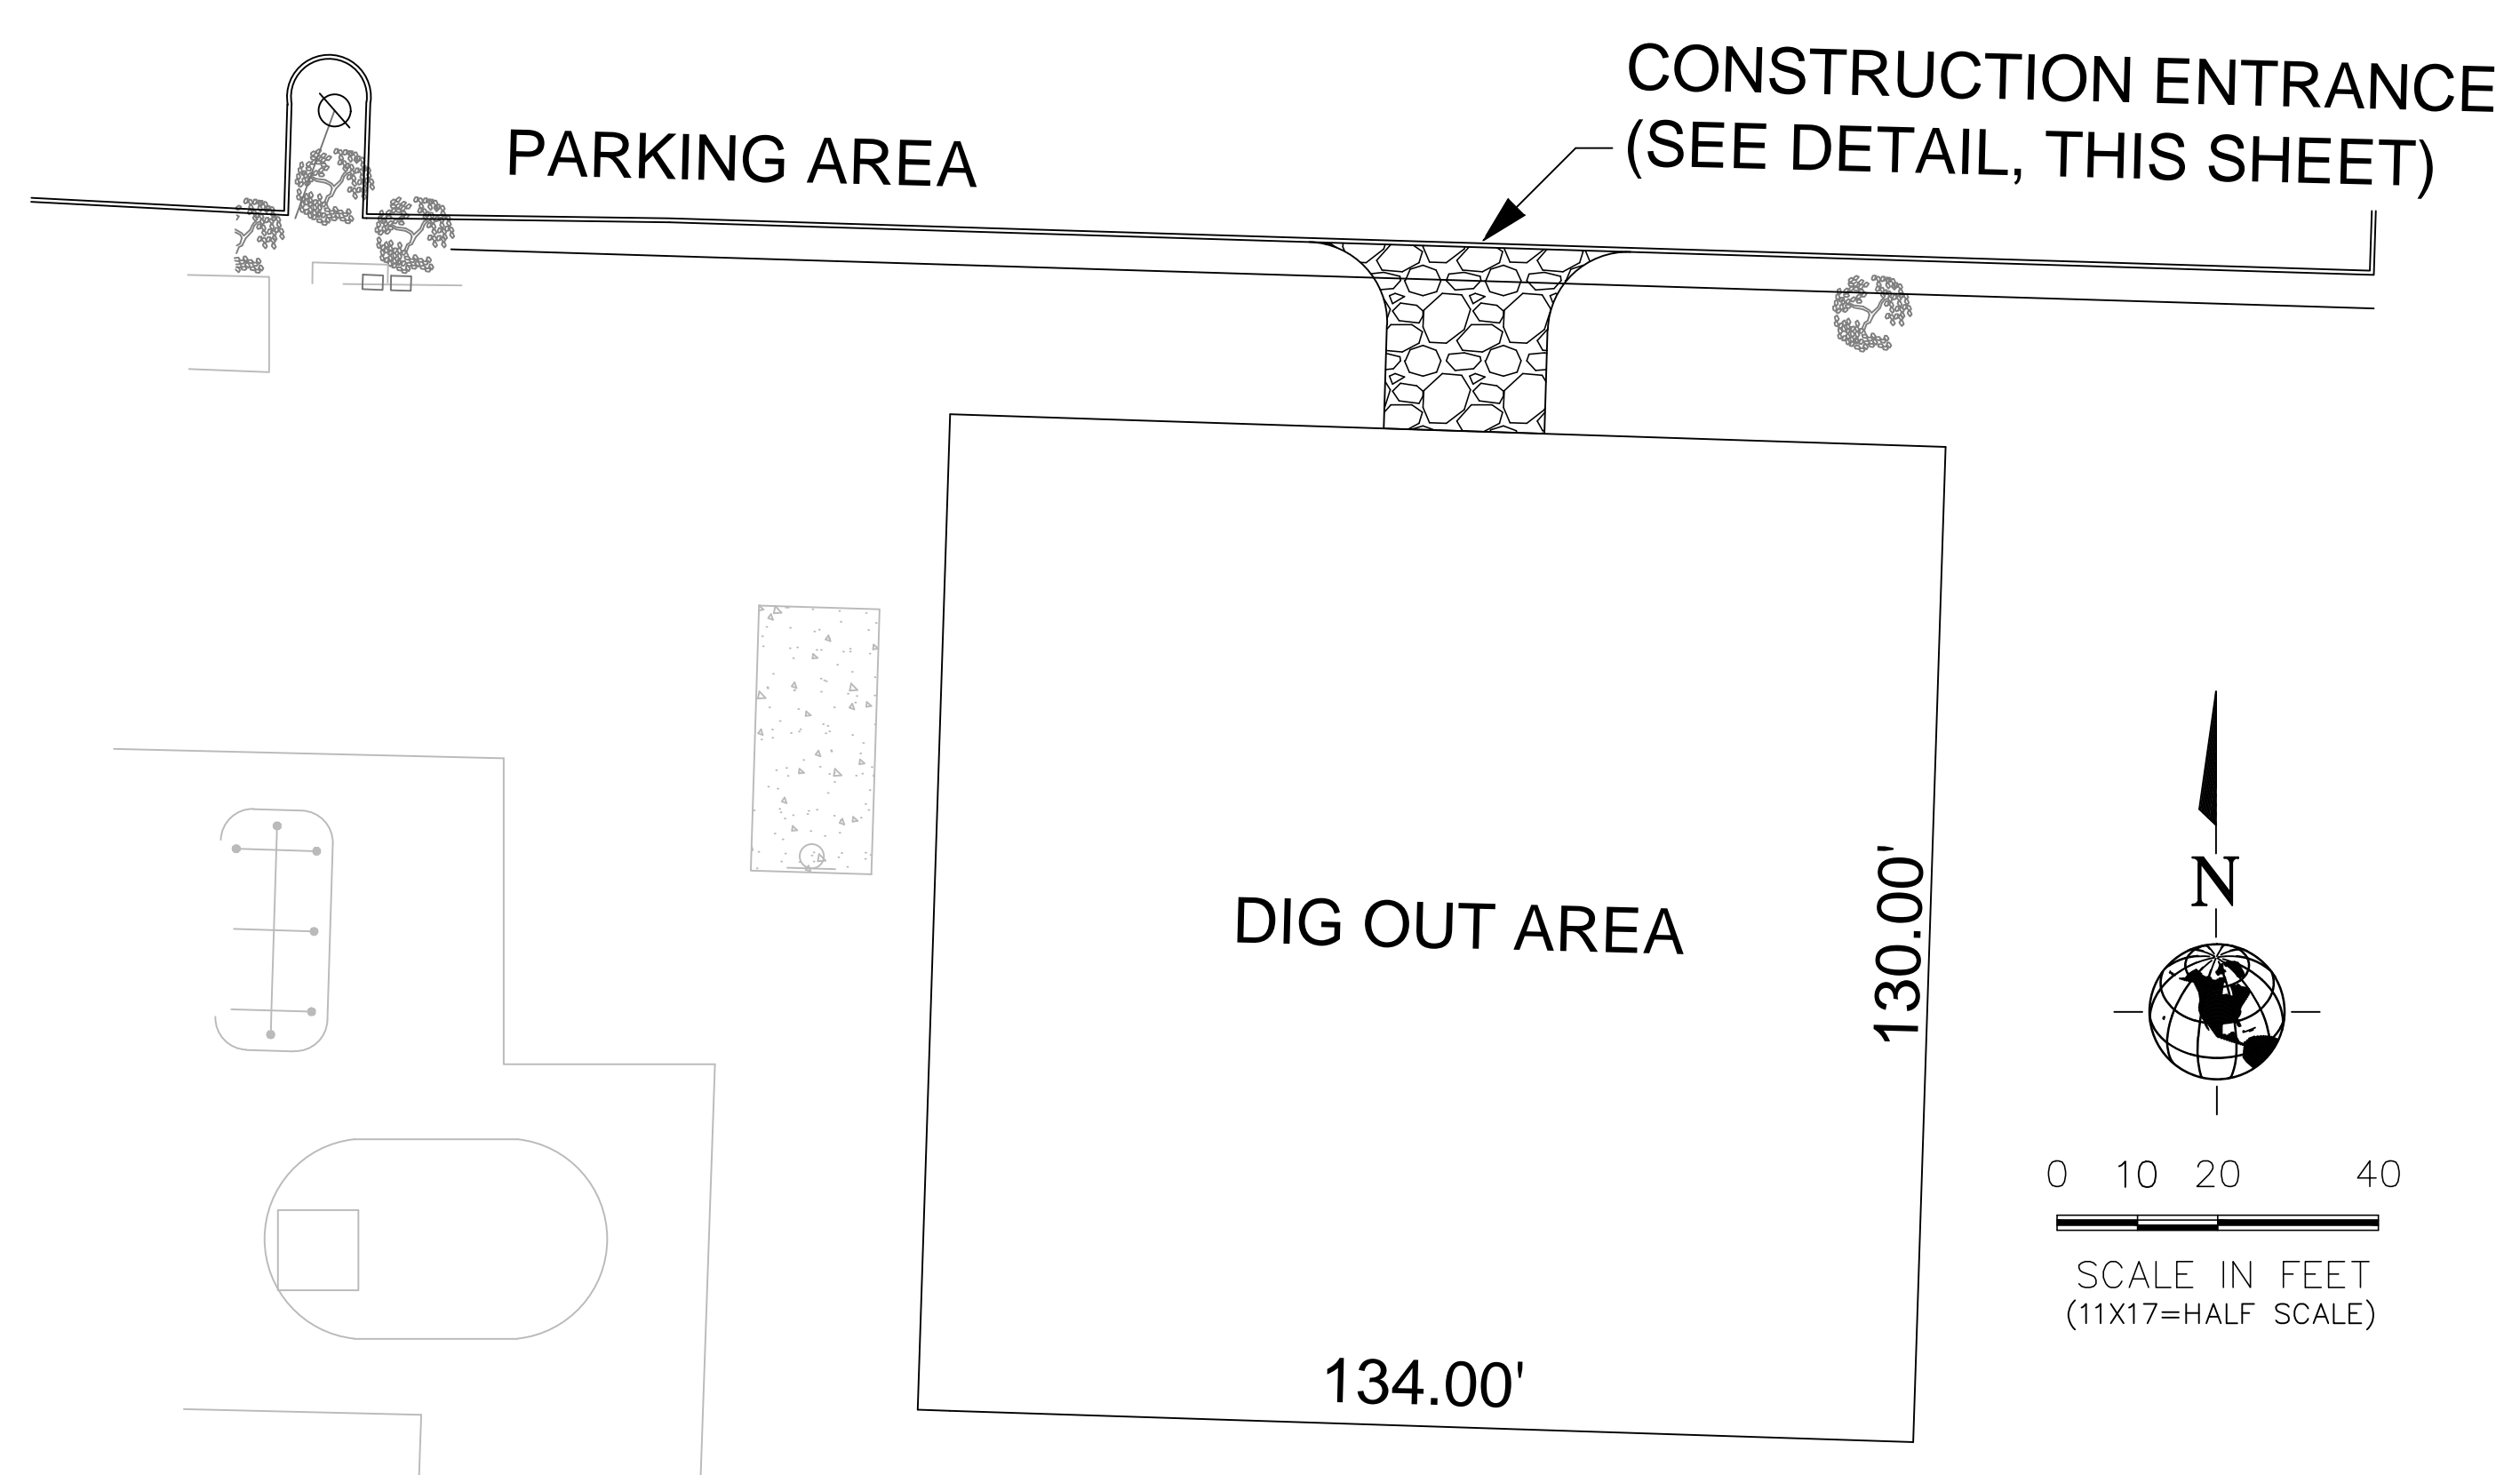 CONSTRUCTION ENTRANCE
(SEE DETAIL, THIS SHEET)
PARKING AREA
DIG OUT AREA
130.00'
134.00'
N
0 10 20 40
SCALE IN FEET
(11X17=HALF SCALE)